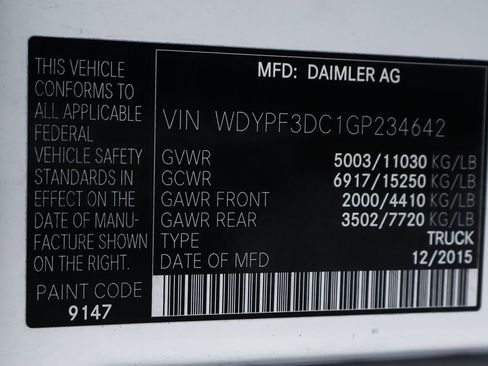 THIS VEHICLE
CONFORMS TO
ALL APPLICABLE
FEDERAL
VEHICLE SAFETY
STANDARDS IN
EFFECT ON THE
DATE OF MANU-
FACTURE SHOWN
ON THE RIGHT.
PAINT CODE
9147
MFD: DAIMLER AG
VIN WDYPF3DC1GP234642
GVWR 5003/11030 KG/LB
GCWR 6917/15250 KG/LB
GAWR FRONT 2000/4410 KG/LB
GAWR REAR 3502/7720 KG/LB
TYPE TRUCK
DATE OF MFD 12/2015